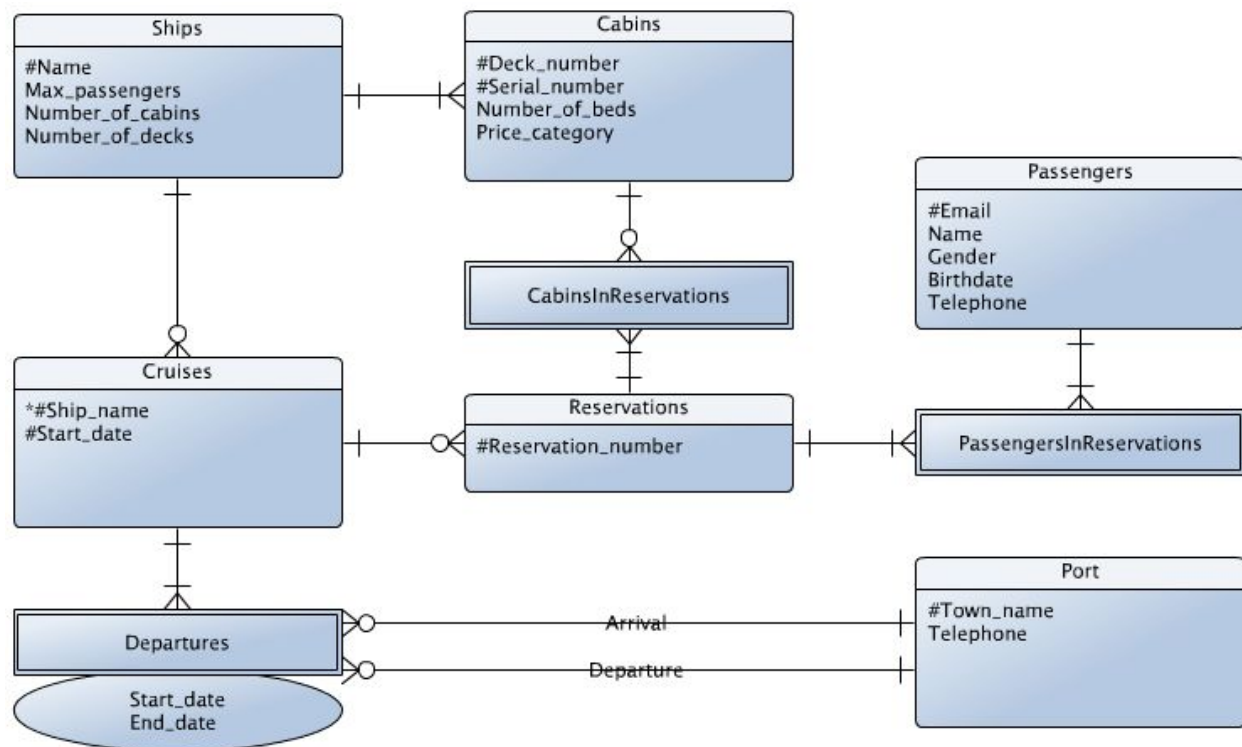 Ships
#Name
Max_passengers
Number_of_cabins
Number_of_decks
Cabins
#Deck_number
#Serial_number
Number_of_beds
Price_category
Passengers
#Email
Name
Gender
Birthdate
Telephone
CabinsInReservations
Cruises
*#Ship_name
#Start_date
Reservations
#Reservation_number
PassengersInReservations
Departures
Start_date
End_date
Arrival
Departure
Port
#Town_name
Telephone